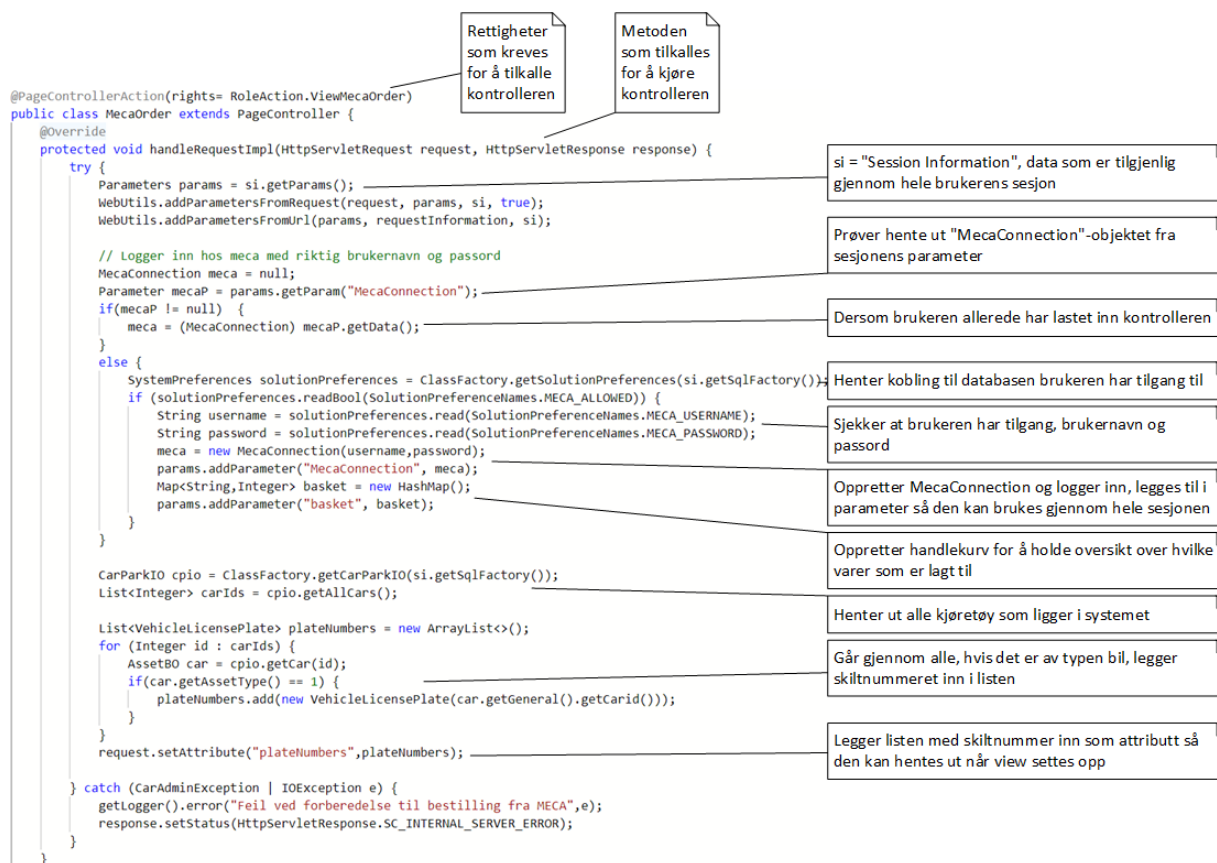 Rettigheter
som kreves
for å tilkalle
kontrolleren
Metoden
som tilkalles
for å kjøre
kontrolleren
@PageControllerAction(rights= RoleAction.ViewMecaOrder)
public class MecaOrder extends PageController {
@Override
protected void handleRequestImpl(HttpServletRequest request, HttpServletResponse response) {
try {
Parameters params = si.getParams();
WebUtils.addParametersFromRequest(request, params, si, true);
WebUtils.addParametersFromUrl(params, requestInformation, si);
// Logger inn hos meca med riktig brukernavn og passord
MecaConnection meca = null;
Parameter mecaP = params.getParam("MecaConnection");
if(mecaP != null) {
meca = (MecaConnection) mecaP.getData();
}
else {
SystemPreferences solutionPreferences = ClassFactory.getSolutionPreferences(si.getSqlFactory());
if (solutionPreferences.readBool(SolutionPreferenceNames.MECA_ALLOWED)) {
String username = solutionPreferences.read(SolutionPreferenceNames.MECA_USERNAME);
String password = solutionPreferences.read(SolutionPreferenceNames.MECA_PASSWORD);
meca = new MecaConnection(username,password);
params.addParameter("MecaConnection", meca);
Map<String,Integer> basket = new HashMap();
params.addParameter("basket", basket);
}
}
CarParkIO cpio = ClassFactory.getCarParkIO(si.getSqlFactory());
List<Integer> carIds = cpio.getAllCars();
List<VehicleLicensePlate> plateNumbers = new ArrayList<>();
for (Integer id : carIds) {
AssetBO car = cpio.getCar(id);
if(car.getAssetType() == 1) {
plateNumbers.add(new VehicleLicensePlate(car.getGeneral().getCarid()));
}
}
request.setAttribute("plateNumbers",plateNumbers);
} catch (CarAdminException | IOException e) {
getLogger().error("Feil ved forberedelse til bestilling fra MECA",e);
response.setStatus(HttpServletResponse.SC_INTERNAL_SERVER_ERROR);
}
}
si = "Session Information", data som er tilgjenlig
gjennom hele brukerens sesjon
Prøver hente ut "MecaConnection"-objektet fra
sesjonens parameter
Dersom brukeren allerede har lastet inn kontrolleren
Henter kobling til databasen brukeren har tilgang til
Sjekker at brukeren har tilgang, brukernavn og
passord
Oppretter MecaConnection og logger inn, legges til i
parameter så den kan brukes gjennom hele sesjonen
Oppretter handlekurv for å holde oversikt over hvilke
varer som er lagt til
Henter ut alle kjøretøy som ligger i systemet
Går gjennom alle, hvis det er av typen bil, legger
skiltnummeret inn i listen
Legger listen med skiltnummer inn som attributt så
den kan hentes ut når view settes opp